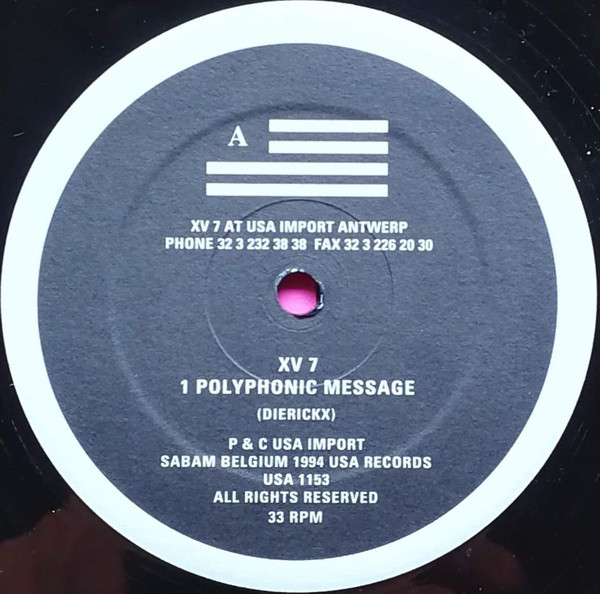 A
XV 7 AT USA IMPORT ANTWERP
PHONE 32 3 232 38 38 FAX 32 3 226 20 30
XV 7
1 POLYPHONIC MESSAGE
(DIERICKX)
P & C USA IMPORT
SABAM BELGIUM 1994 USA RECORDS
USA 1153
ALL RIGHTS RESERVED
33 RPM